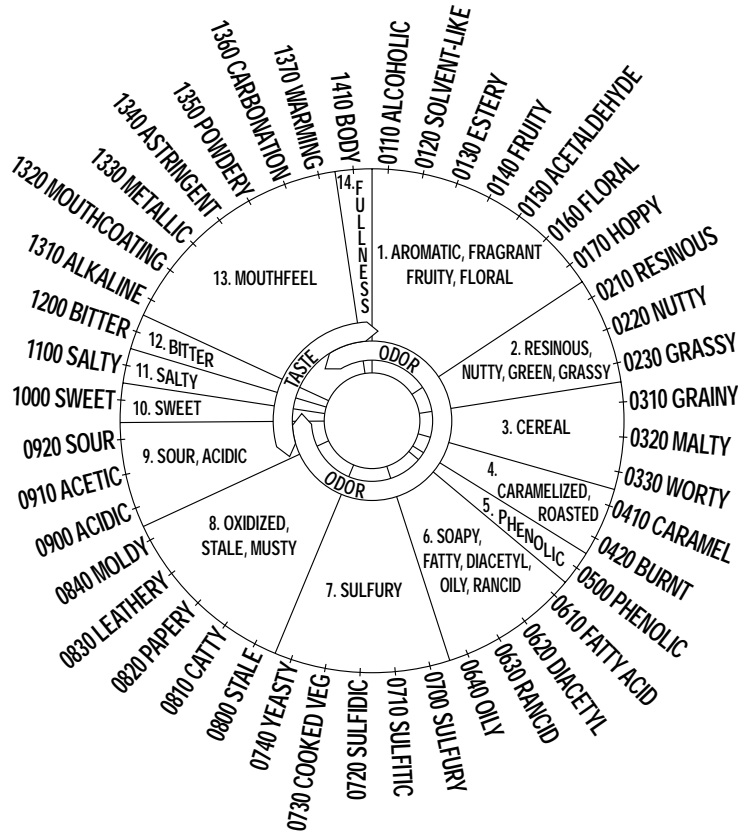 0110 ALCOHOLIC
0120 SOLVENT-LIKE
0130 ESTERY
0140 FRUITY
0150 ACETALDEHYDE
0160 FLORAL
0170 HOPPY
0210 RESINOUS
0220 NUTTY
0230 GRASSY
0310 GRAINY
0320 MALTY
0330 WORTY
0410 CARAMEL
0420 BURNT
0500 PHENOLIC
0610 FATTY ACID
0620 DIACETYL
0630 RANCID
0640 OILY
0700 SULFURY
0710 SULFITIC
0720 SULFIDIC
0730 COOKED VEG
0740 YEASTY
0800 STALE
0810 CATTY
0820 PAPERY
0830 LEATHERY
0840 MOLDY
0900 ACIDIC
0910 ACETIC
0920 SOUR
1000 SWEET
1100 SALTY
1200 BITTER
1310 ALKALINE
1320 MOUTHCOATING
1330 METALLIC
1340 ASTRINGENT
1350 POWDERY
1360 CARBONATION
1370 WARMING
1410 BODY
1. AROMATIC, FRAGRANT
FRUITY, FLORAL
2. RESINOUS,
NUTTY, GREEN, GRASSY
3. CEREAL
4.
CARAMELIZED,
ROASTED
5. PHENOLIC
6. SOAPY,
FATTY, DIACETYL,
OILY, RANCID
7. SULFURY
8. OXIDIZED,
STALE, MUSTY
9. SOUR, ACIDIC
10. SWEET
11. SALTY
12. BITTER
13. MOUTHFEEL
14. FULLNESS
TASTE
ODOR
ODOR